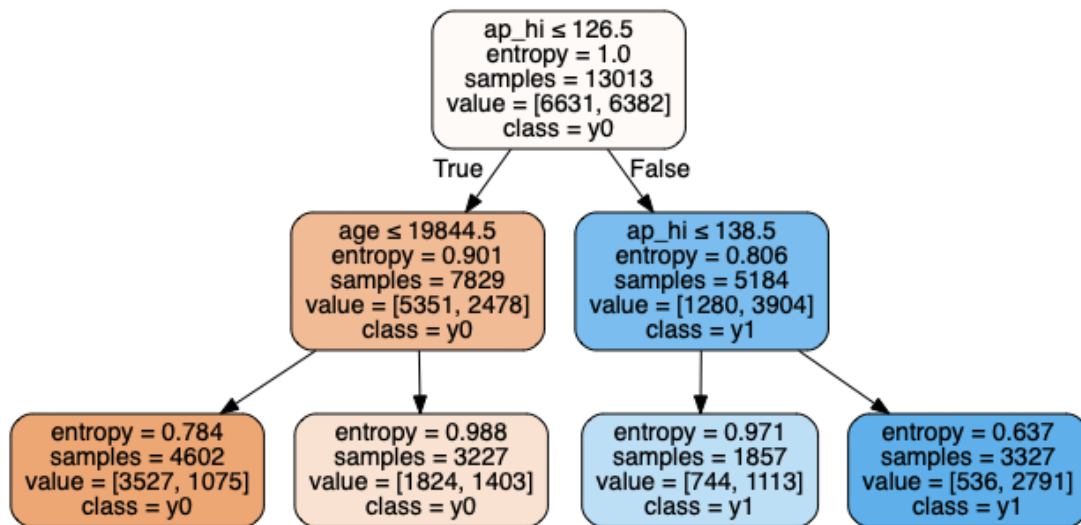 ap_hi ≤ 126.5
entropy = 1.0
samples = 13013
value = [6631, 6382]
class = y0
True
False
age ≤ 19844.5
entropy = 0.901
samples = 7829
value = [5351, 2478]
class = y0
ap_hi ≤ 138.5
entropy = 0.806
samples = 5184
value = [1280, 3904]
class = y1
entropy = 0.784
samples = 4602
value = [3527, 1075]
class = y0
entropy = 0.988
samples = 3227
value = [1824, 1403]
class = y0
entropy = 0.971
samples = 1857
value = [744, 1113]
class = y1
entropy = 0.637
samples = 3327
value = [536, 2791]
class = y1